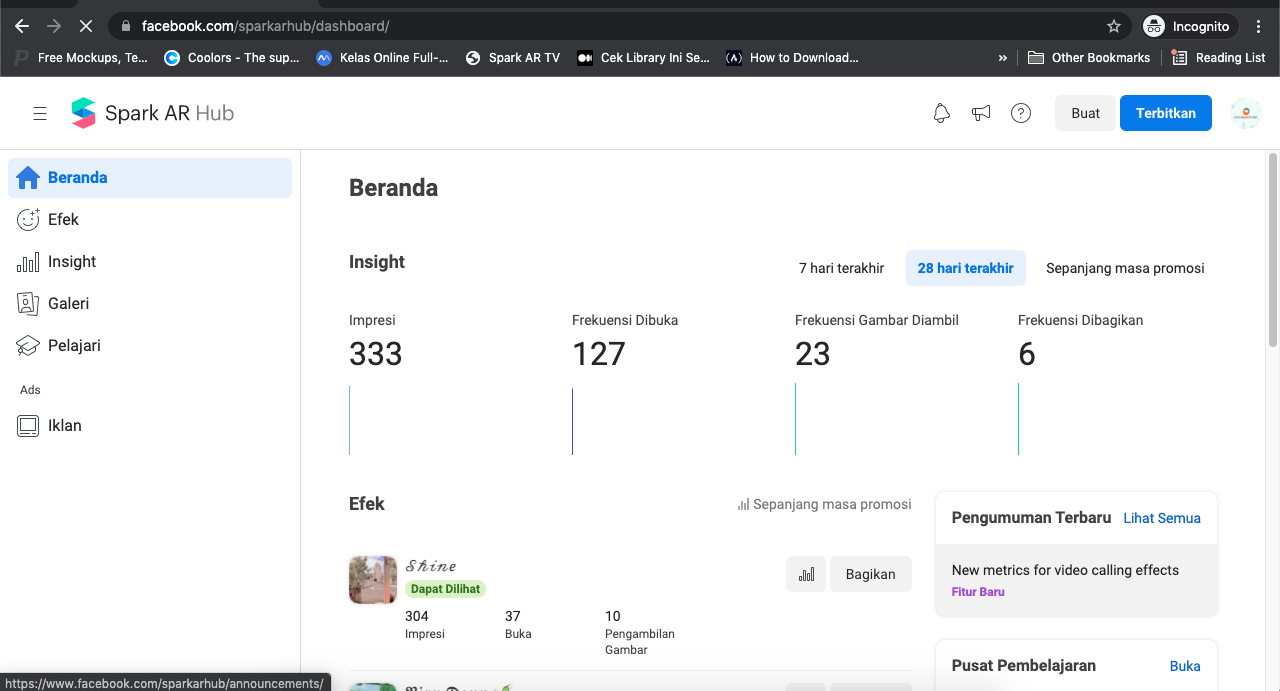 facebook.com/sparkarhub/dashboard/
Incognito
Free Mockups, Te...
Coolors - The sup...
Kelas Online Full-...
Spark AR TV
Cek Library Ini Se...
How to Download...
»
Other Bookmarks
Reading List
Spark AR Hub
Buat
Terbitkan
Beranda
Efek
Insight
Galeri
Pelajari
Ads
Iklan
Beranda
Insight
7 hari terakhir
28 hari terakhir
Sepanjang masa promosi
Impresi
Frekuensi Dibuka
Frekuensi Gambar Diambil
Frekuensi Dibagikan
333
127
23
6
Efek
Sepanjang masa promosi
𝓢𝓱𝓲𝓷𝓮
Dapat Dilihat
Bagikan
304
37
10
Impresi
Buka
Pengambilan
Gambar
Pengumuman Terbaru
Lihat Semua
New metrics for video calling effects
Fitur Baru
Pusat Pembelajaran
Buka
https://www.facebook.com/sparkarhub/announcements/